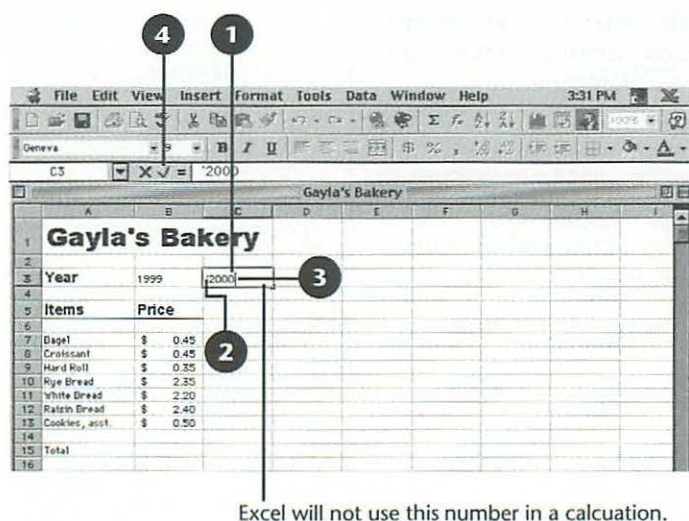 4 1
File Edit View Insert Format Tools Data Window Help 3:31 PM
100%
Geneva 9 B I U $ % ,
C3 X = '2000
Gayla's Bakery
A B C D E F G H I
1 Gayla's Bakery
2
3 Year 1999 '2000 3
4
5 Items Price
6 2
7 Bagel $ 0.45
8 Croissant $ 0.45
9 Hard Roll $ 0.35
10 Rye Bread $ 2.35
11 White Bread $ 2.20
12 Raisin Bread $ 2.40
13 Cookies, asst. $ 0.50
14
15 Total
16
Excel will not use this number in a calcuation.